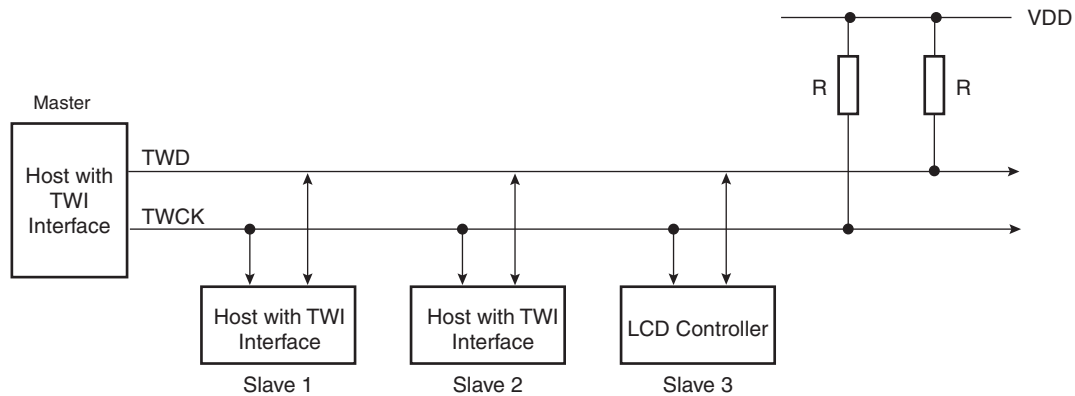 VDD
R
R
Master
Host with
TWI
Interface
TWD
TWCK
Host with TWI
Interface
Slave 1
Host with TWI
Interface
Slave 2
LCD Controller
Slave 3